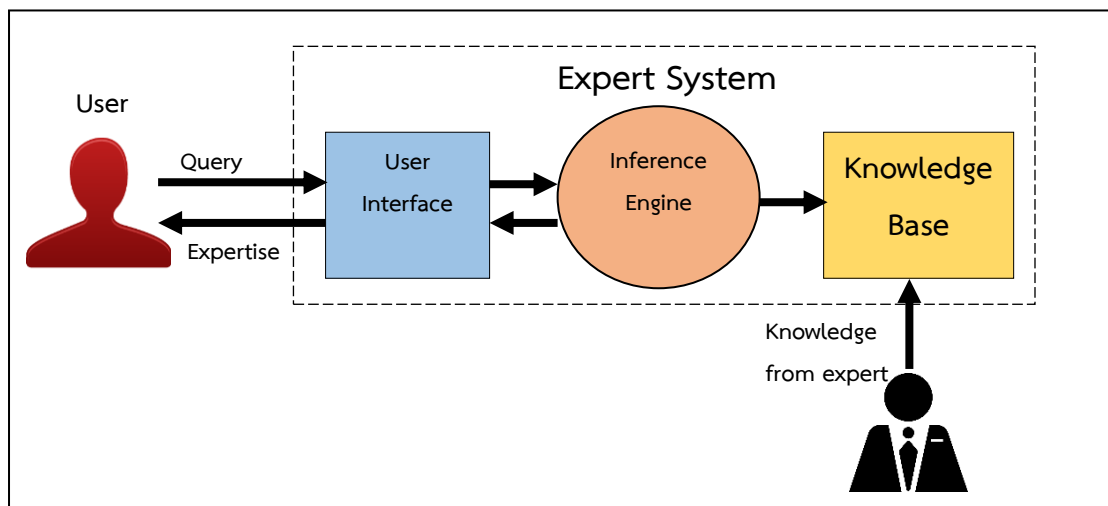 Expert System
User
Query
Expertise
User
Interface
Inference
Engine
Knowledge
Base
Knowledge
from expert